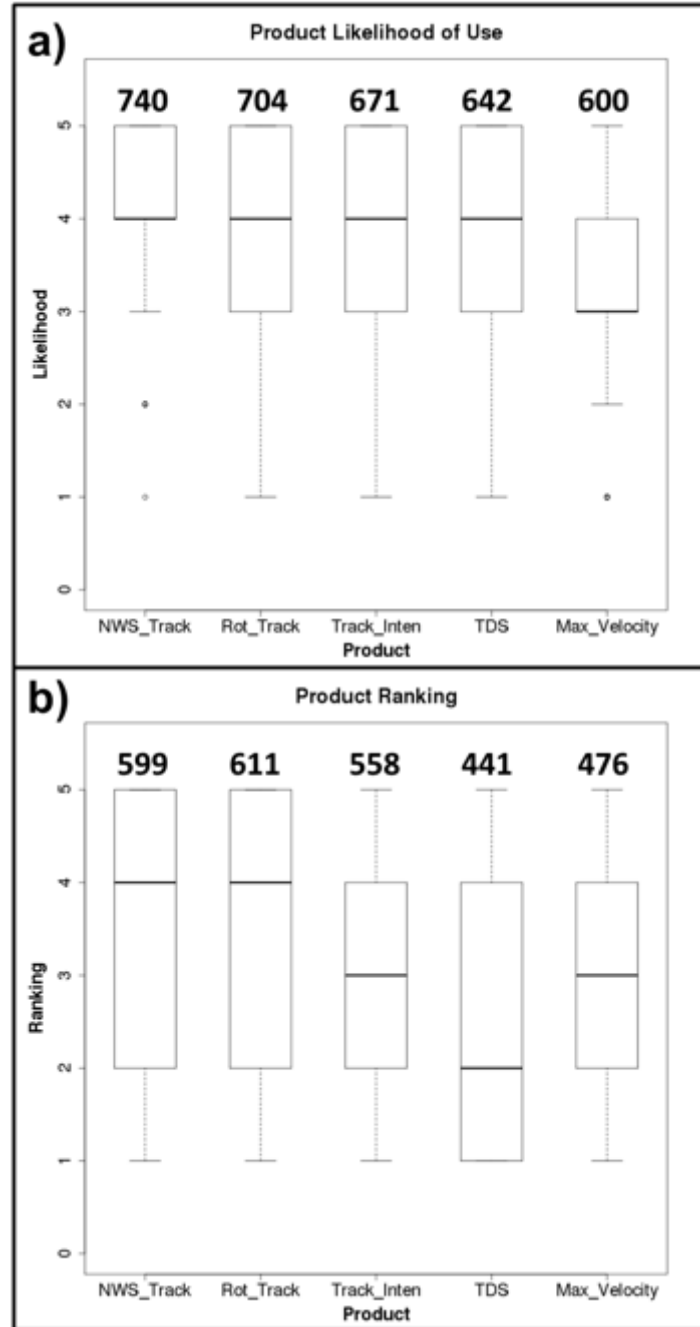 a)
Product Likelihood of Use
740 704 671 642 600
5
4
3
2
1
0
Likelihood
NWS_Track Rot_Track Track_Inten TDS Max_Velocity
Product
b)
Product Ranking
599 611 558 441 476
5
4
3
2
1
0
Ranking
NWS_Track Rot_Track Track_Inten TDS Max_Velocity
Product